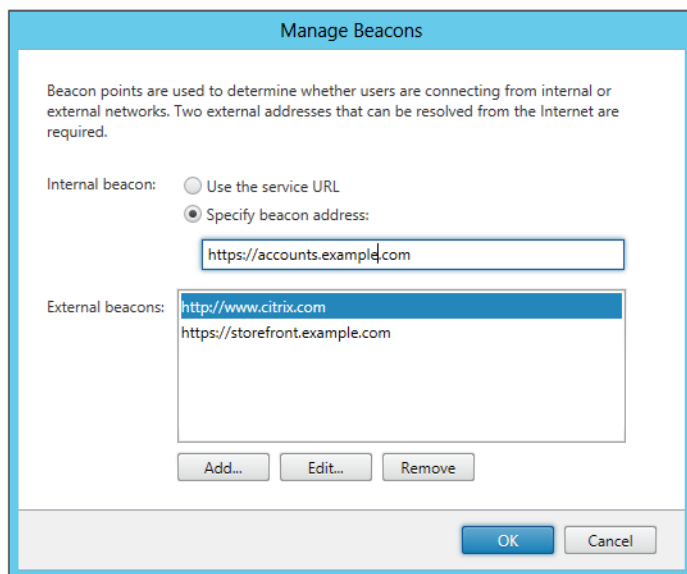 Manage Beacons
Beacon points are used to determine whether users are connecting from internal or
external networks. Two external addresses that can be resolved from the Internet are
required.
Internal beacon:
Use the service URL
Specify beacon address:
https://accounts.example.com
External beacons:
http://www.citrix.com
https://storefront.example.com
Add...
Edit...
Remove
OK
Cancel